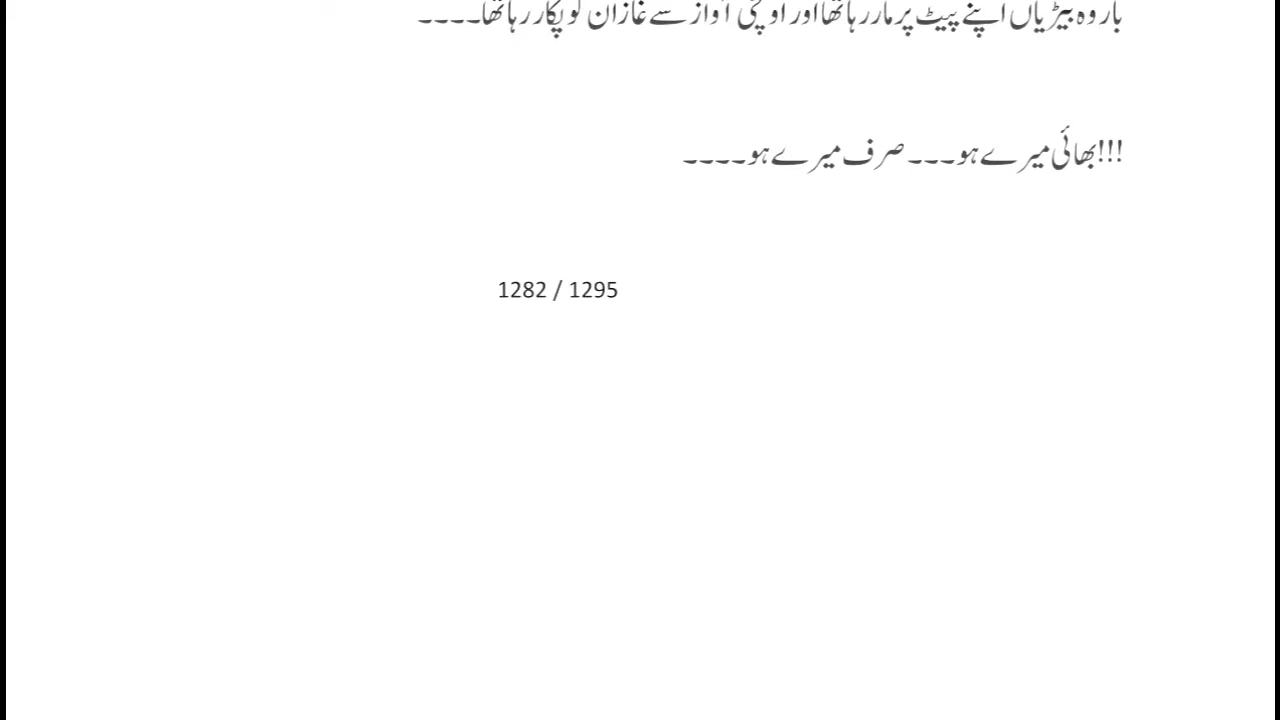 بار وہ بیڑیاں اپنے پیٹ پر مار رہا تھا اور اونچی آواز سے غازان کو پکار رہا تھا۔۔۔۔
!!!بھائی میرے ہو۔۔۔ صرف میرے ہو۔۔۔۔
1282 / 1295